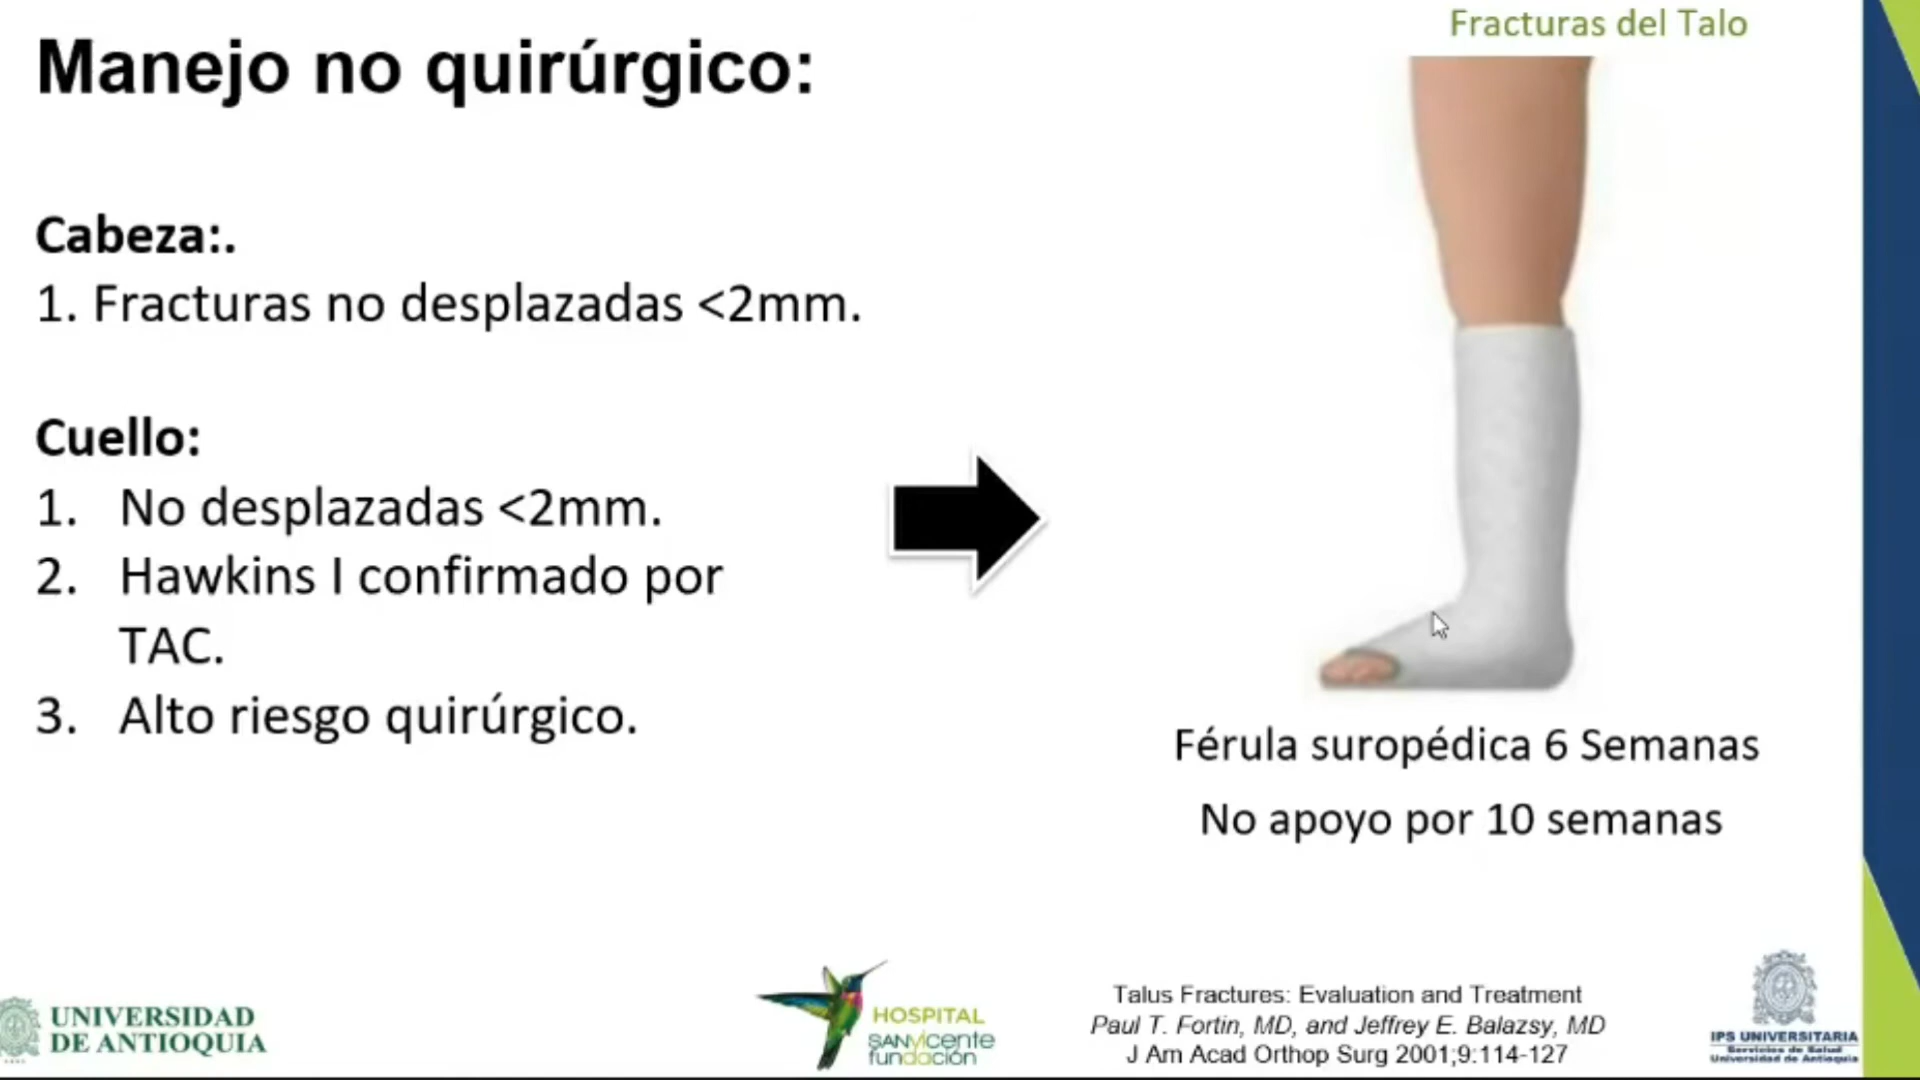 Fracturas del Talo
Manejo no quirúrgico:
Cabeza:.
1. Fracturas no desplazadas <2mm.
Cuello:
1. No desplazadas <2mm.
2. Hawkins I confirmado por
TAC.
3. Alto riesgo quirúrgico.
Férula suropédica 6 Semanas
No apoyo por 10 semanas
UNIVERSIDAD
DE ANTIOQUIA
HOSPITAL
SANVicente
fundación
Talus Fractures: Evaluation and Treatment
Paul T. Fortin, MD, and Jeffrey E. Balazsy, MD
J Am Acad Orthop Surg 2001;9:114-127
IPS UNIVERSITARIA
Servicios de Salud
Universidad de Antioquia